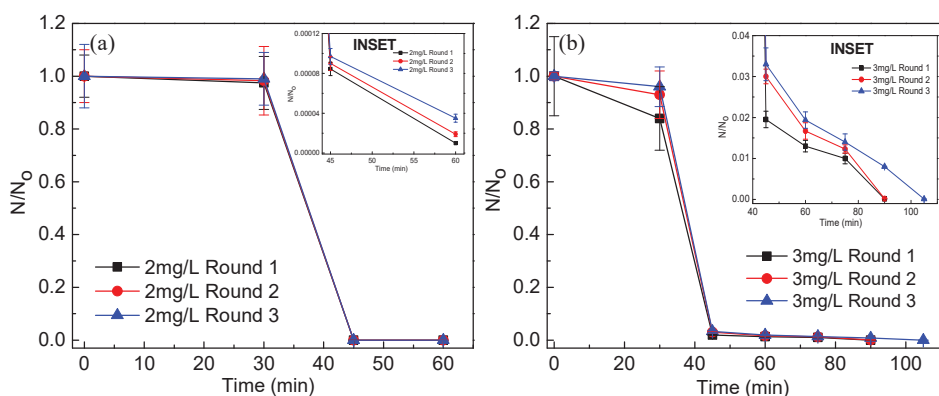 (a)
1.2
1.0
0.8
0.6
0.4
0.2
0.0
N/N₀
0 10 20 30 40 50 60
Time (min)
2mg/L Round 1
2mg/L Round 2
2mg/L Round 3
INSET
0.00012
0.00008
0.00004
0.00000
N/N₀
45 50 55 60
Time (min)
2mg/L Round 1
2mg/L Round 2
2mg/L Round 3
(b)
1.2
1.0
0.8
0.6
0.4
0.2
0.0
N/N₀
0 20 40 60 80 100
Time (min)
3mg/L Round 1
3mg/L Round 2
3mg/L Round 3
INSET
0.04
0.03
0.02
0.01
0.00
N/N₀
40 60 80 100
Time (min)
3mg/L Round 1
3mg/L Round 2
3mg/L Round 3